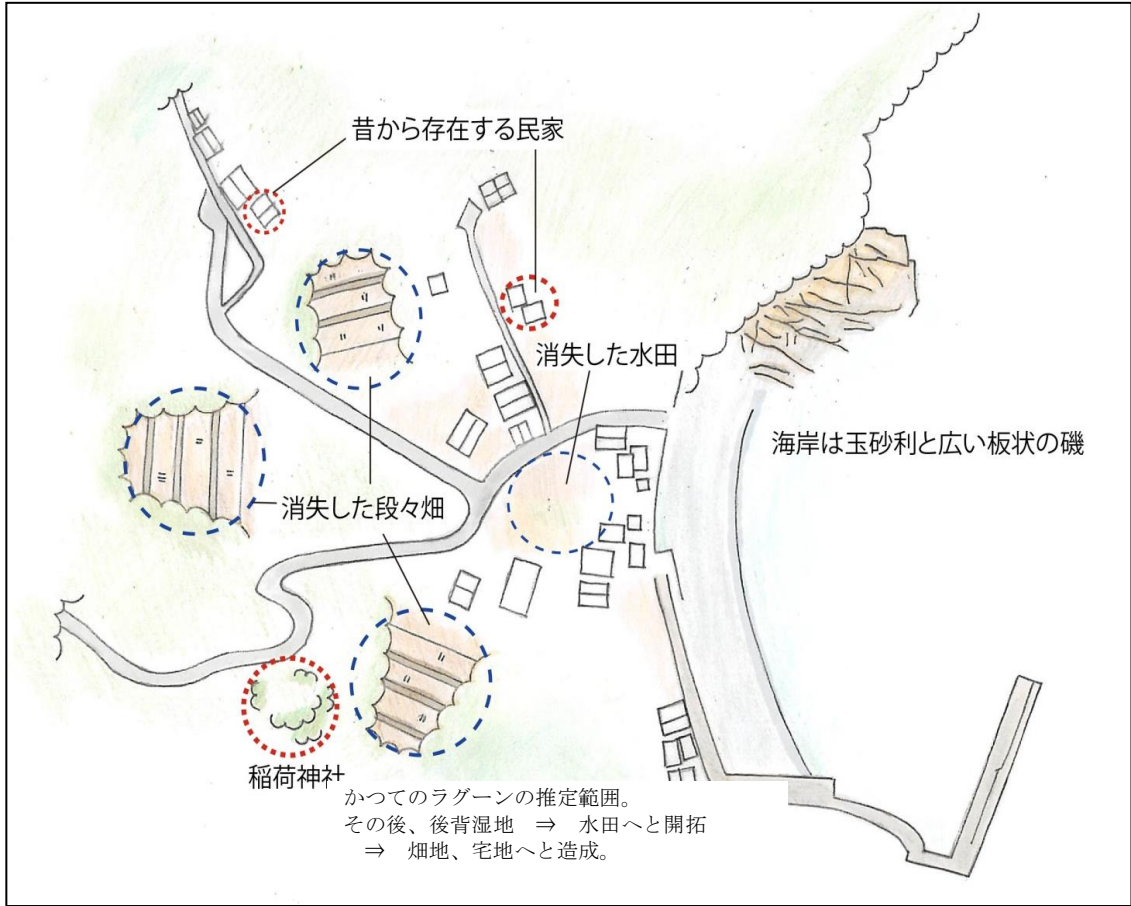 昔から存在する民家
消失した水田
海岸は玉砂利と広い板状の磯
消失した段々畑
稲荷神社
かつてのラグーンの推定範囲。
その後、後背湿地 ⇒ 水田へと開拓
⇒ 畑地、宅地へと造成。